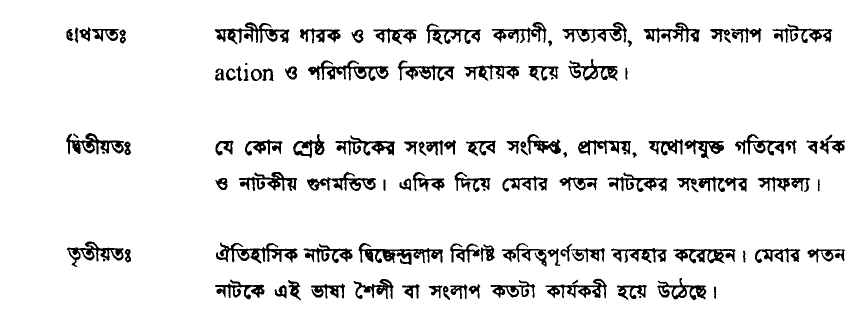 প্রথমতঃ মহানীতির ধারক ও বাহক হিসেবে কল্যাণী, সত্যবতী, মানসীর সংলাপ নাটকের
action ও পরিণতিতে কিভাবে সহায়ক হয়ে উঠেছে।
দ্বিতীয়তঃ যে কোন শ্রেষ্ঠ নাটকের সংলাপ হবে সংক্ষিপ্ত, প্রাণময়, যথোপযুক্ত গতিবেগ বর্ধক
ও নাটকীয় গুণমন্ডিত। এদিক দিয়ে মেবার পতন নাটকের সংলাপের সাফল্য।
তৃতীয়তঃ ঐতিহাসিক নাটকে দ্বিজেন্দ্রলাল বিশিষ্ট কবিত্বপূর্ণভাষা ব্যবহার করেছেন। মেবার পতন
নাটকে এই ভাষা শৈলী বা সংলাপ কতটা কার্যকরী হয়ে উঠেছে।